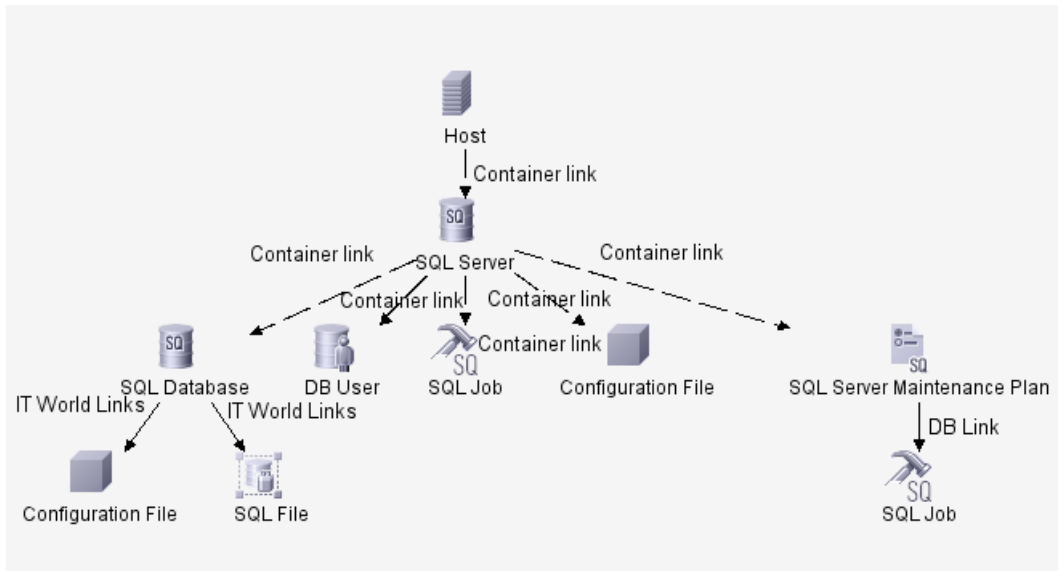 Host
Container link
SQ
SQL Server
Container link
Container link
Container link
Container link
Container link
SQ
SQL Database
DB User
SQ
SQL Job
Configuration File
SQ
SQL Server Maintenance Plan
IT World Links
IT World Links
DB Link
Configuration File
SQL File
SQ
SQL Job